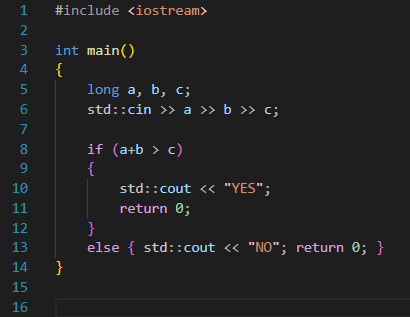 1 #include <iostream>
2
3 int main()
4 {
5 long a, b, c;
6 std::cin >> a >> b >> c;
7
8 if (a+b > c)
9 {
10 std::cout << "YES";
11 return 0;
12 }
13 else { std::cout << "NO"; return 0; }
14 }
15
16